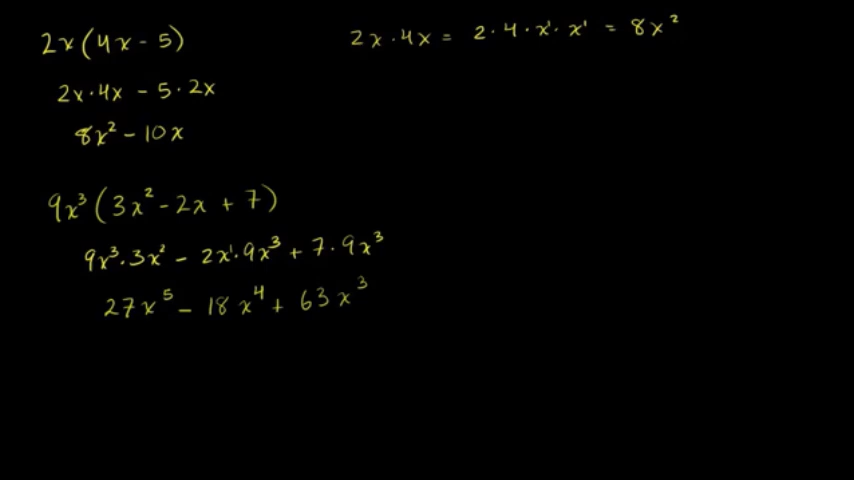 2x(4x - 5)
2x·4x = 2·4·x¹·x¹ = 8x²
2x·4x - 5·2x
8x² - 10x
9x³(3x² - 2x + 7)
9x³·3x² - 2x¹·9x³ + 7·9x³
27x⁵ - 18x⁴ + 63x³